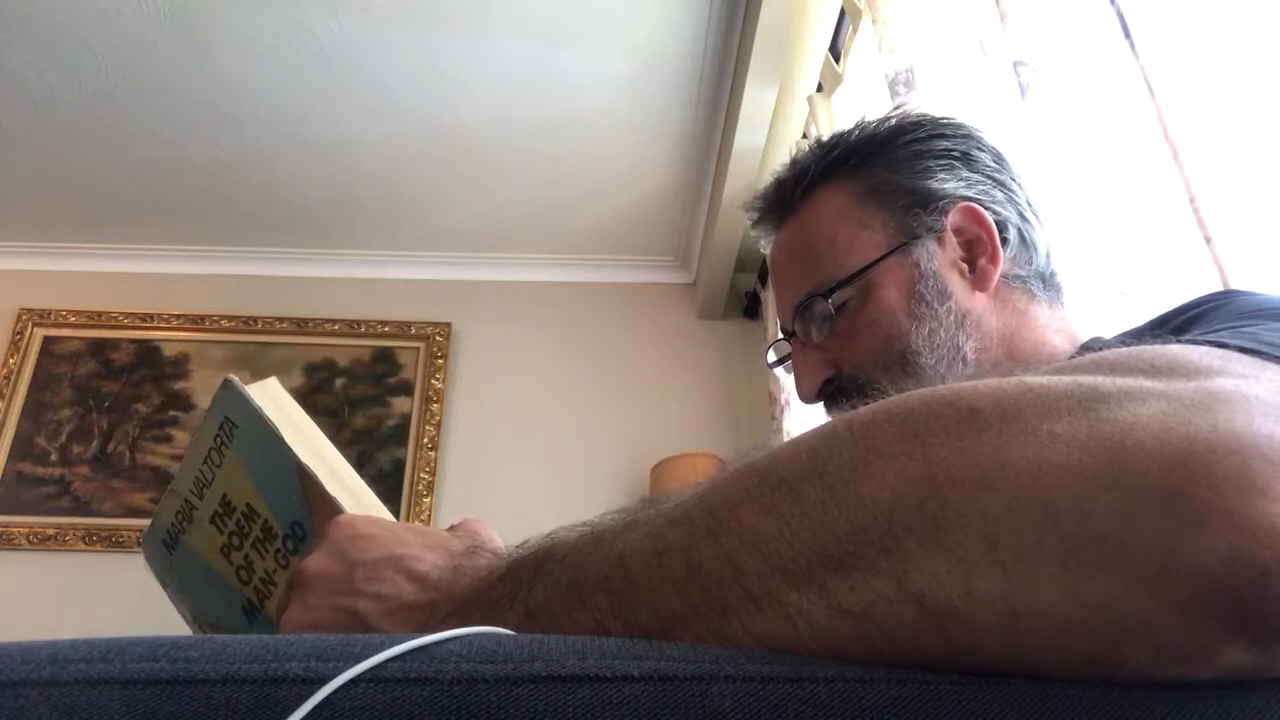 MARIA VALTORTA
THE
POEM
OF THE
MAN-GOD